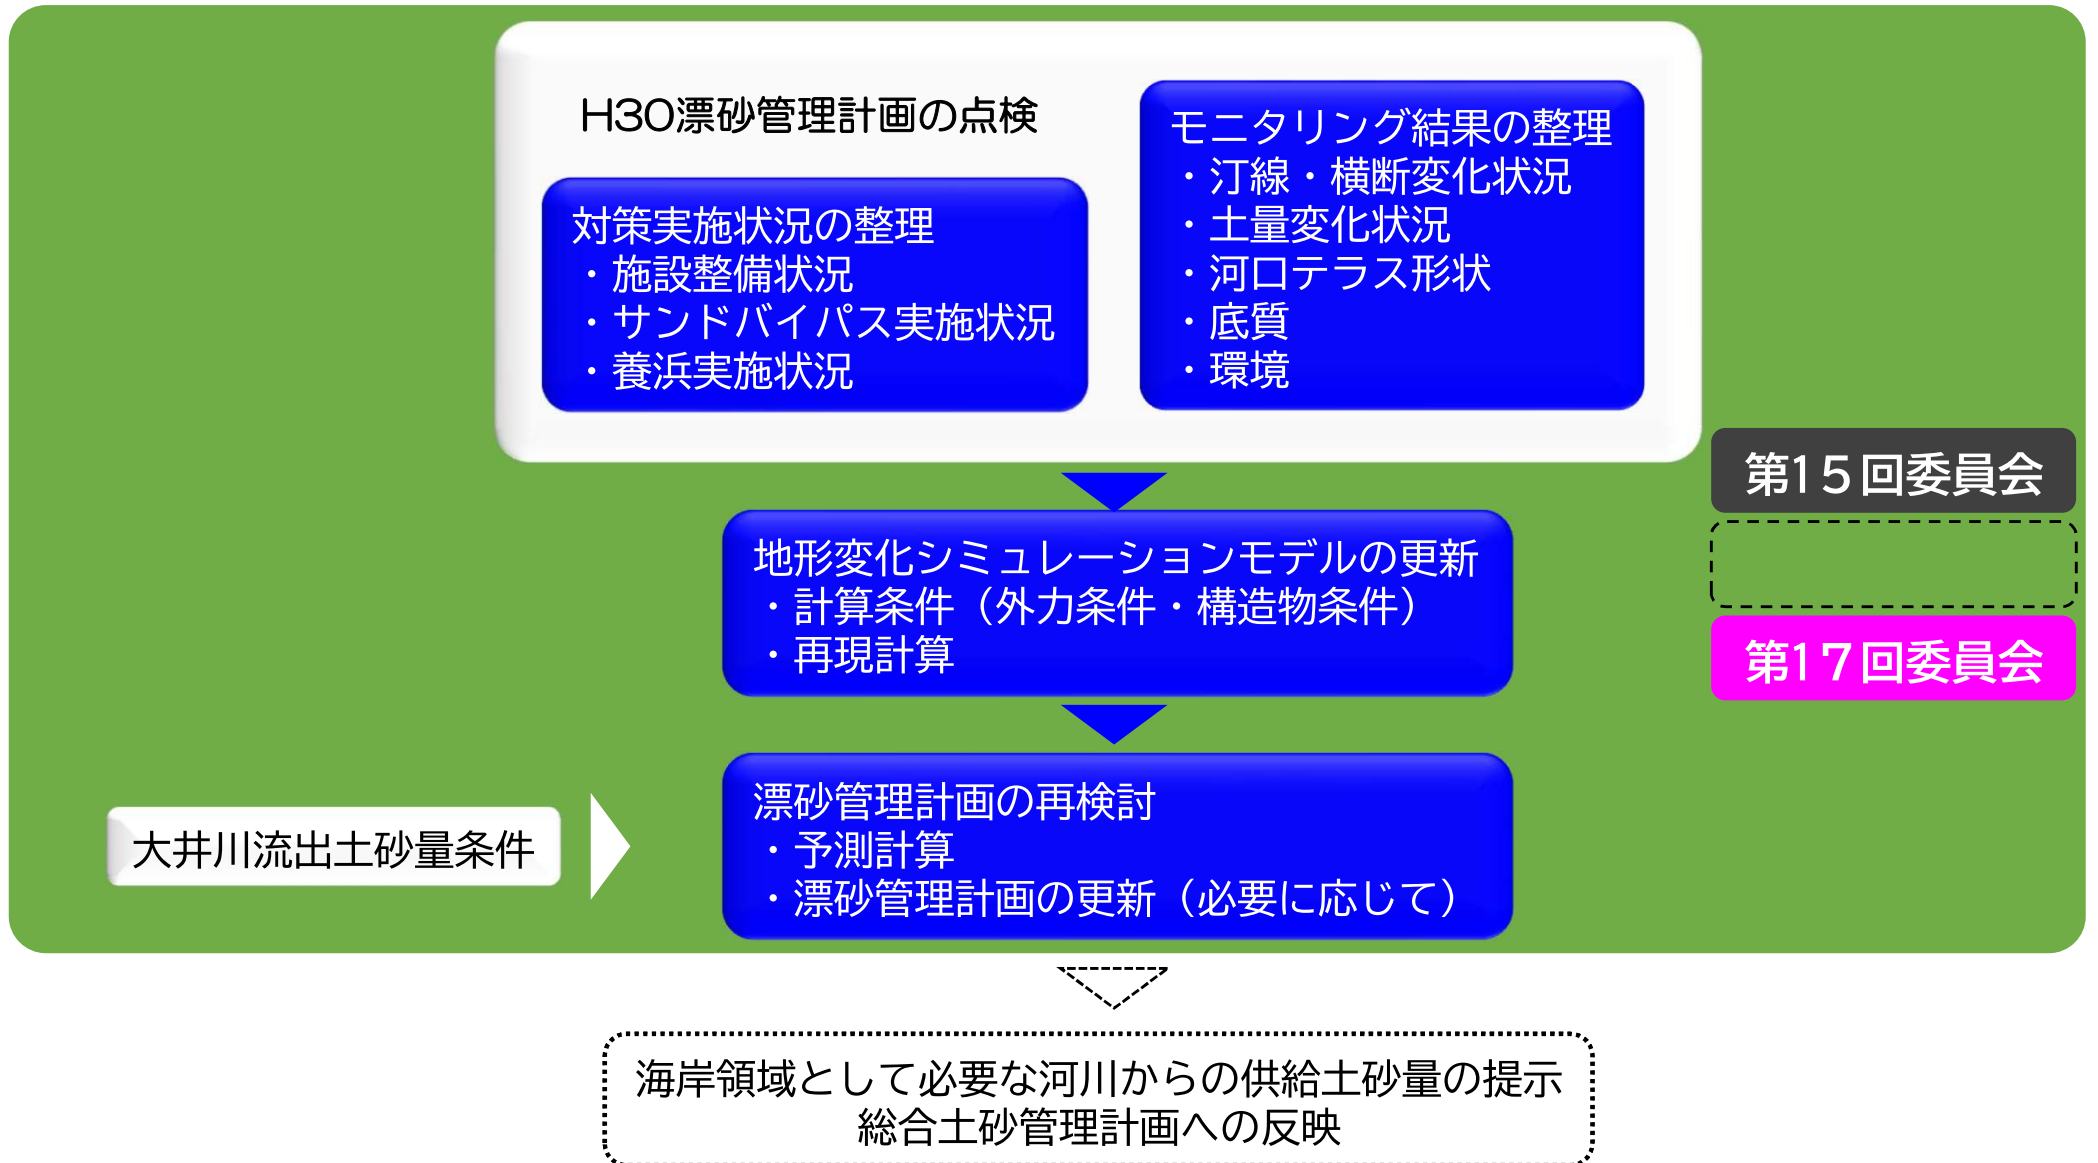 H30漂砂管理計画の点検
対策実施状況の整理
・施設整備状況
・サンドバイパス実施状況
・養浜実施状況
モニタリング結果の整理
・汀線・横断変化状況
・土量変化状況
・河口テラス形状
・底質
・環境
第15回委員会
第17回委員会
地形変化シミュレーションモデルの更新
・計算条件（外力条件・構造物条件）
・再現計算
大井川流出土砂量条件
漂砂管理計画の再検討
・予測計算
・漂砂管理計画の更新（必要に応じて）
海岸領域として必要な河川からの供給土砂量の提示
総合土砂管理計画への反映